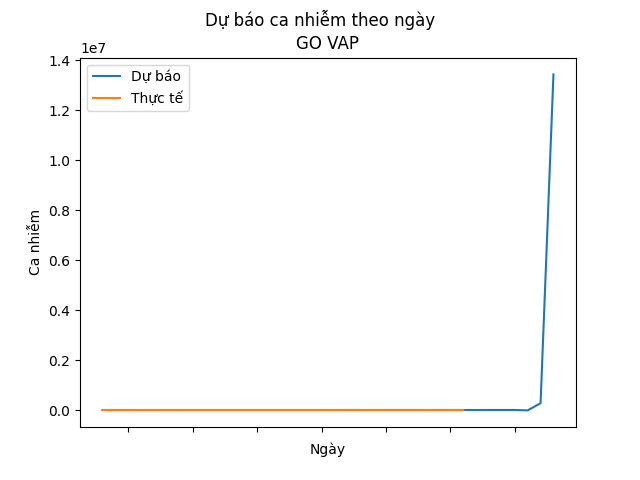 Dự báo ca nhiễm theo ngày
GO VAP
1e7
Dự báo
Thực tế
1.4
1.2
1.0
0.8
0.6
0.4
0.2
0.0
Ca nhiễm
Ngày